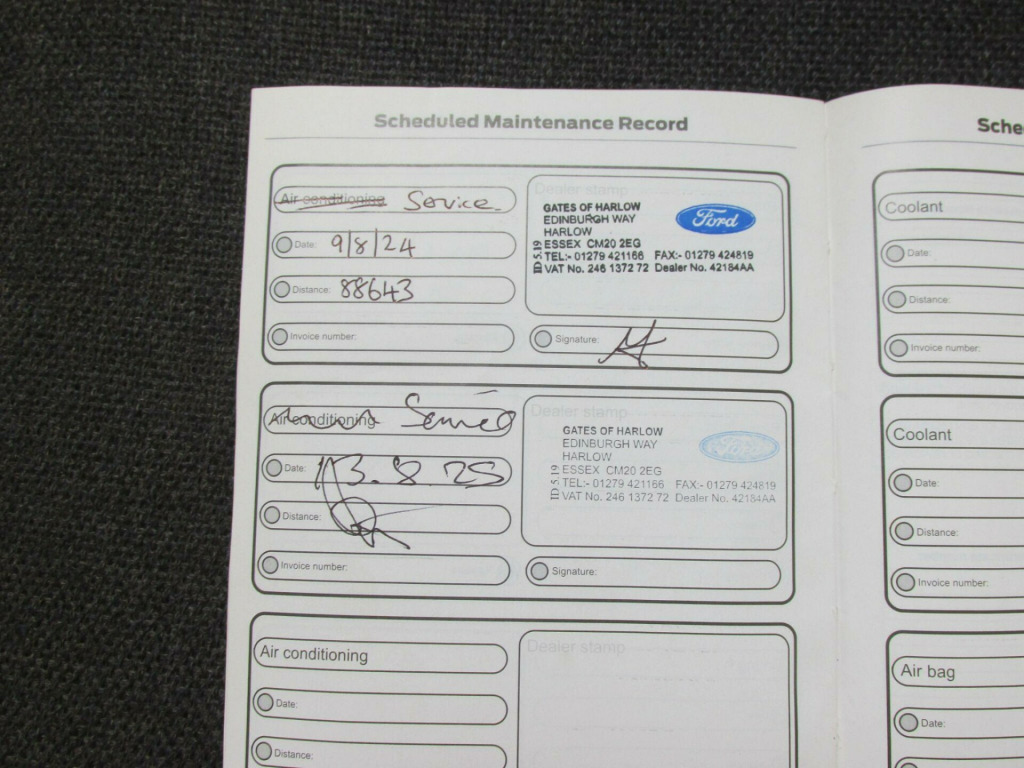 Scheduled Maintenance Record
Air conditioning Service
Date: 9/8/24
Distance: 88643
Invoice number:
Dealer stamp
GATES OF HARLOW
EDINBURGH WAY
HARLOW
ESSEX CM20 2EG
TEL:- 01279 421166 FAX:- 01279 424819
VAT No. 246 1372 72 Dealer No. 42184AA
ID 5.19
Ford
Signature:
Air conditioning Service
Date: 13.8.25
Distance:
Invoice number:
Dealer stamp
GATES OF HARLOW
EDINBURGH WAY
HARLOW
ESSEX CM20 2EG
TEL:- 01279 421166 FAX:- 01279 424819
VAT No. 246 1372 72 Dealer No. 42184AA
ID 5.19
Ford
Signature:
Air conditioning
Date:
Distance:
Dealer stamp
Sche
Coolant
Date:
Distance:
Invoice number:
Coolant
Date:
Distance:
Invoice number:
Air bag
Date: